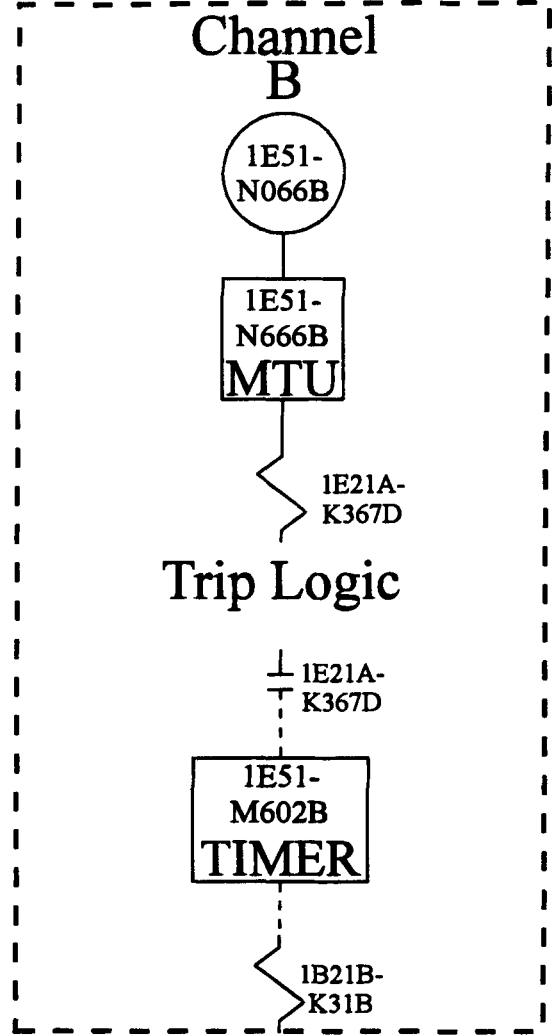 Channel
B
1E51-
N066B
1E51-
N666B
MTU
1E21A-
K367D
Trip Logic
1E21A-
K367D
1E51-
M602B
TIMER
1B21B-
K31B